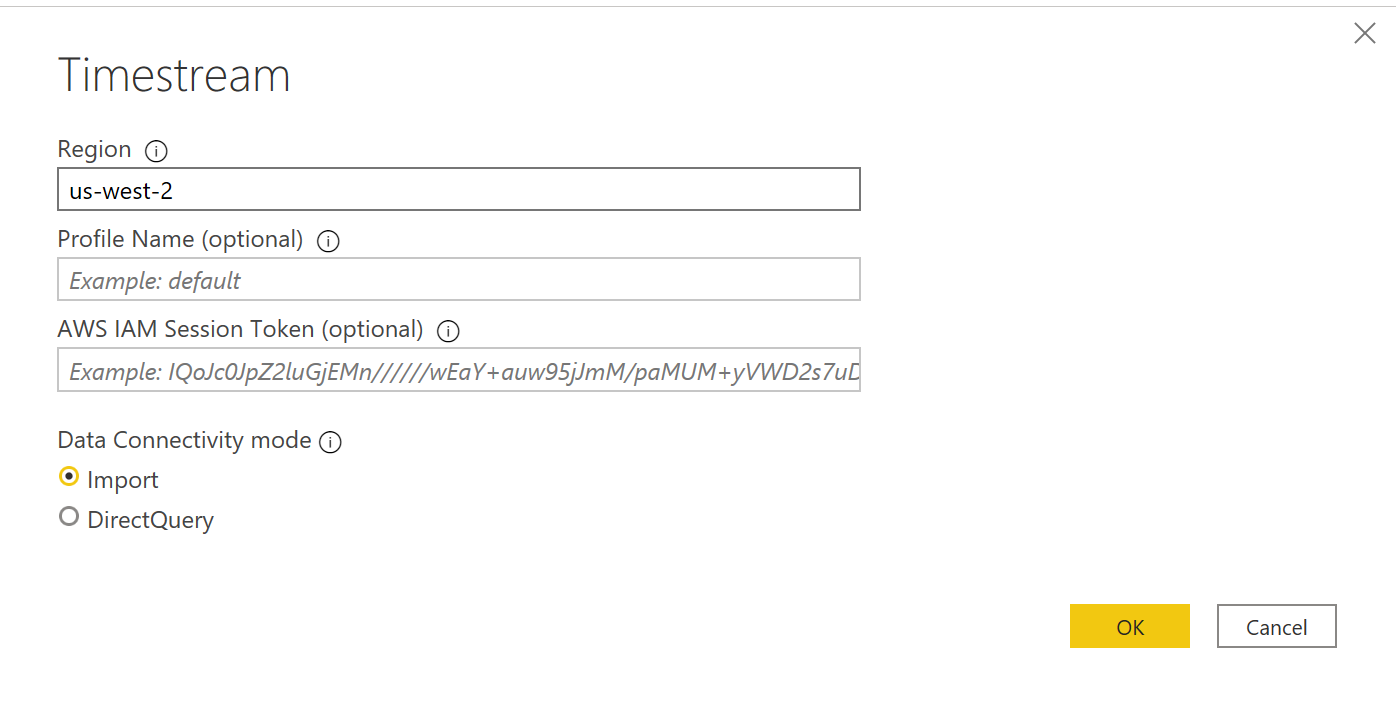 Timestream
Region
us-west-2
Profile Name (optional)
Example: default
AWS IAM Session Token (optional)
Example: IQoJc0JpZ2luGjEMn//////wEaY+auw95jJmM/paMUM+yVWD2s7uD
Data Connectivity mode
Import
DirectQuery
OK Cancel